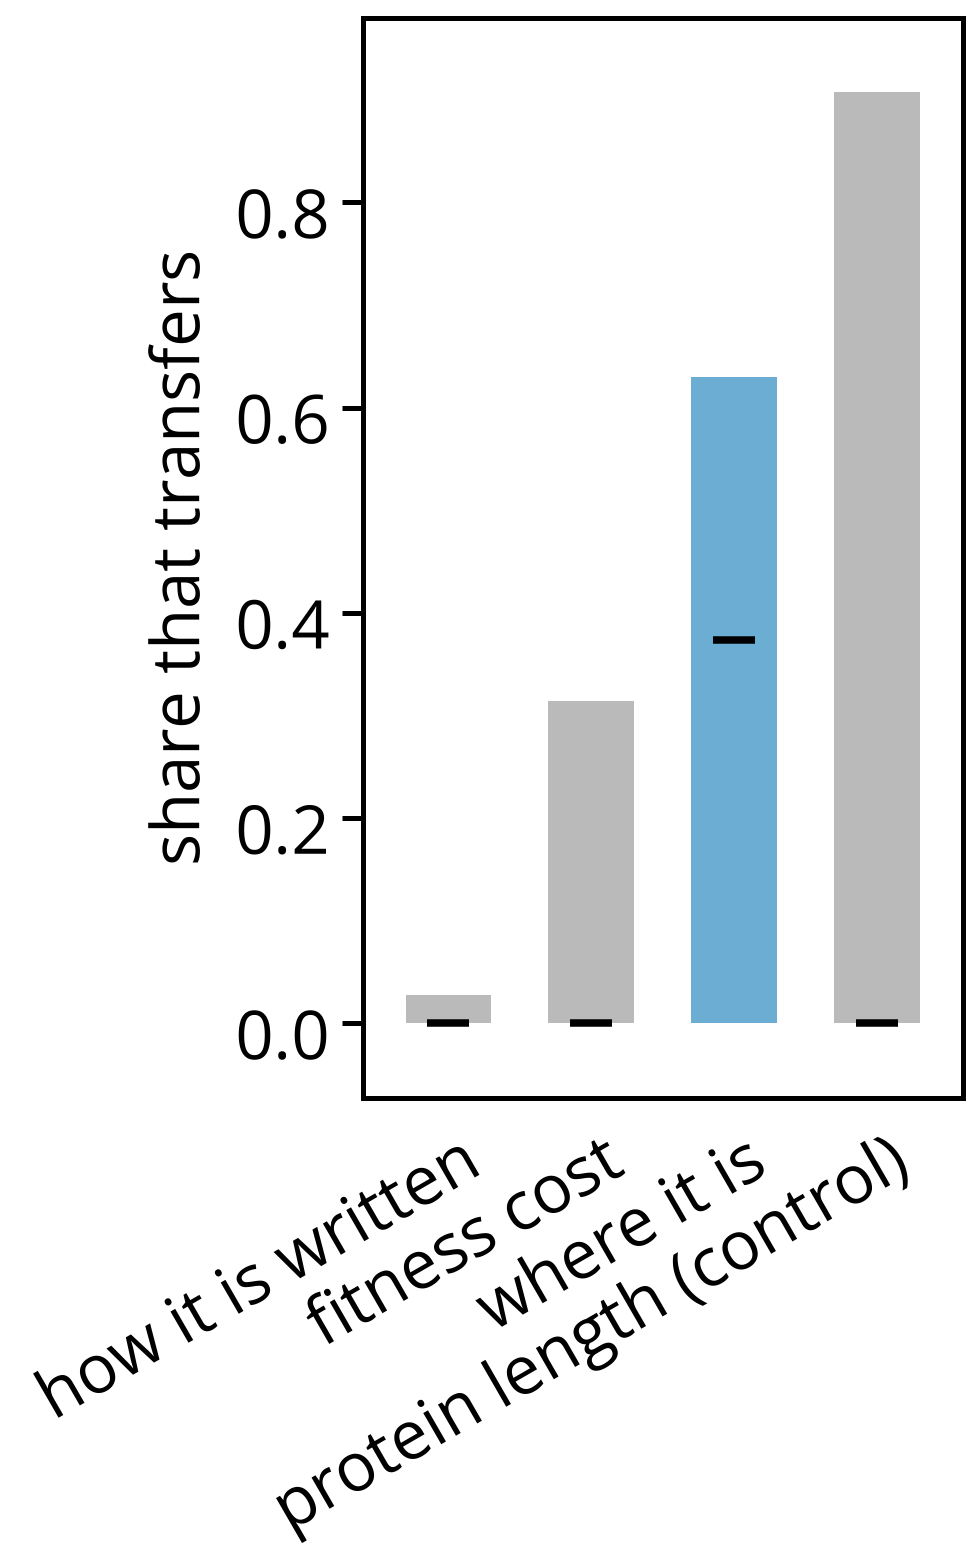 share that transfers
0.8
0.6
0.4
0.2
0.0
how it is written
fitness cost
where it is
protein length (control)